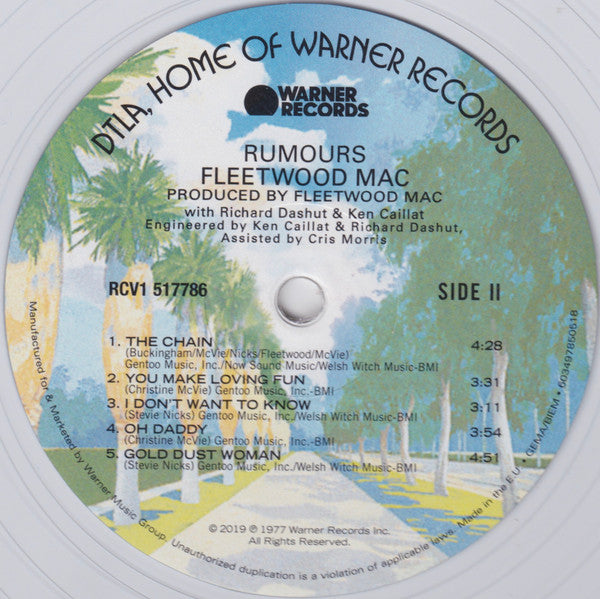 DTLA, HOME OF WARNER RECORDS
WARNER
RECORDS
RUMOURS
FLEETWOOD MAC
PRODUCED BY FLEETWOOD MAC
with Richard Dashut & Ken Caillat
Engineered by Ken Caillat & Richard Dashut,
Assisted by Cris Morris
RCV1 517786 SIDE II
1. THE CHAIN 4:28
(Buckingham/McVie/Nicks/Fleetwood/McVie)
Gentoo Music, Inc./Now Sound Music/Welsh Witch Music-BMI
2. YOU MAKE LOVING FUN 3:31
(Christine McVie) Gentoo Music, Inc.-BMI
3. I DON'T WANT TO KNOW 3:11
(Stevie Nicks) Gentoo Music, Inc./Welsh Witch Music-BMI
4. OH DADDY 3:54
(Christine McVie) Gentoo Music, Inc.-BMI
5. GOLD DUST WOMAN 4:51
(Stevie Nicks) Gentoo Music, Inc./Welsh Witch Music-BMI
© 2019 ℗ 1977 Warner Records Inc.
All Rights Reserved.
Manufactured for & Marketed by Warner Music Group. Unauthorized duplication is a violation of applicable laws. Made in the E.U. • GEMA/BIEM • 603497850518